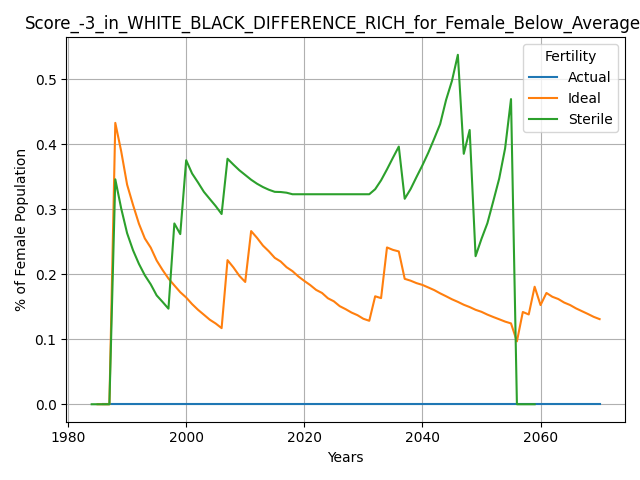 Score_-3_in_WHITE_BLACK_DIFFERENCE_RICH_for_Female_Below_Average
Fertility
Actual
Ideal
Sterile
% of Female Population
0.5
0.4
0.3
0.2
0.1
0.0
1980 2000 2020 2040 2060
Years